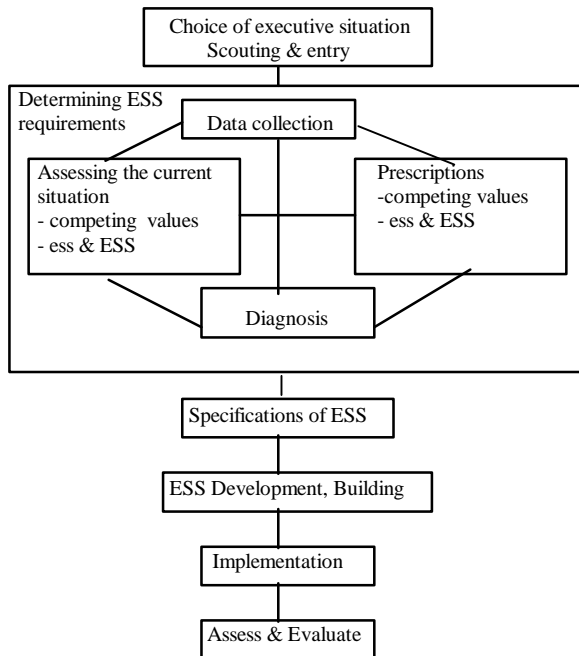 Choice of executive situation
Scouting & entry
Determining ESS
requirements
Data collection
Assessing the current
situation
- competing values
- ess & ESS
Prescriptions
-competing values
- ess & ESS
Diagnosis
Specifications of ESS
ESS Development, Building
Implementation
Assess & Evaluate